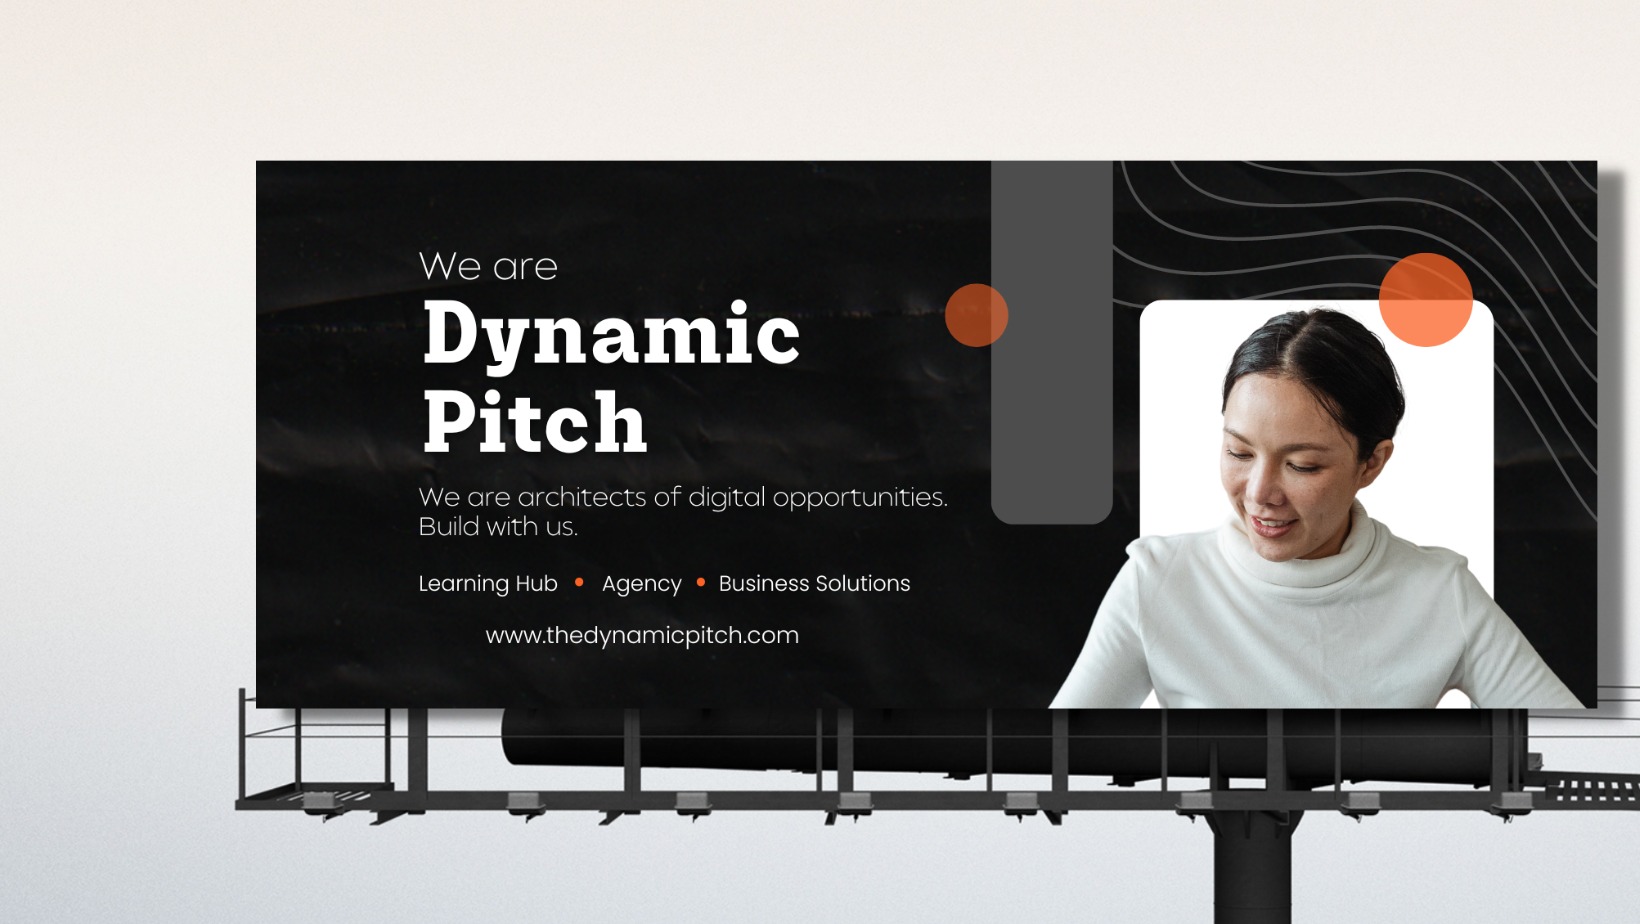 We are
Dynamic
Pitch
We are architects of digital opportunities.
Build with us.
Learning Hub • Agency • Business Solutions
www.thedynamicpitch.com